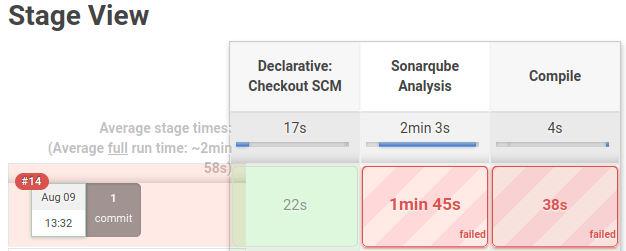 Stage View
Declarative: Checkout SCM
Sonarqube Analysis
Compile
Average stage times:
(Average full run time: ~2min 58s)
17s
2min 3s
4s
#14
Aug 09
13:32
1
commit
22s
1min 45s
failed
38s
failed